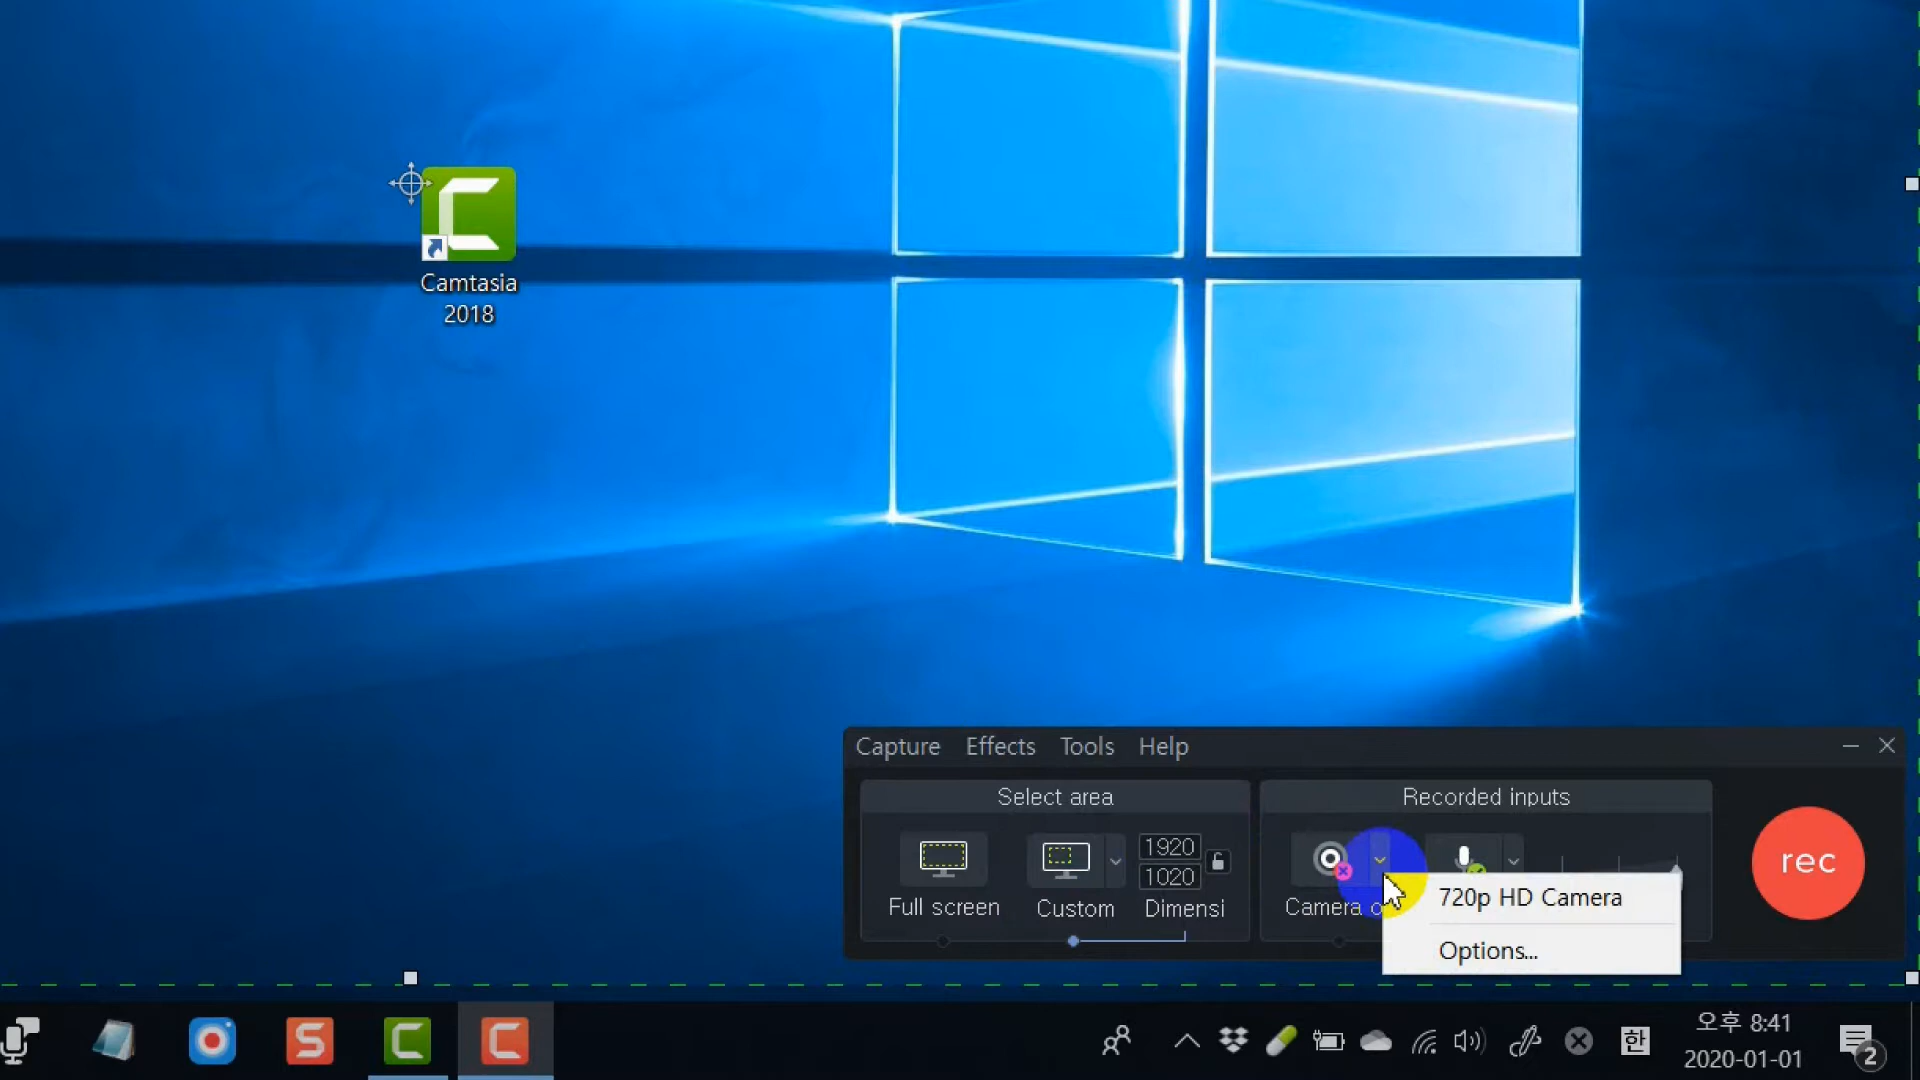 Camtasia
2018
Capture Effects Tools Help
Select area
Recorded inputs
1920
1020
rec
Full screen
Custom
Dimensi
Camera o
720p HD Camera
Options...
S
한
오후 8:41
2020-01-01
2